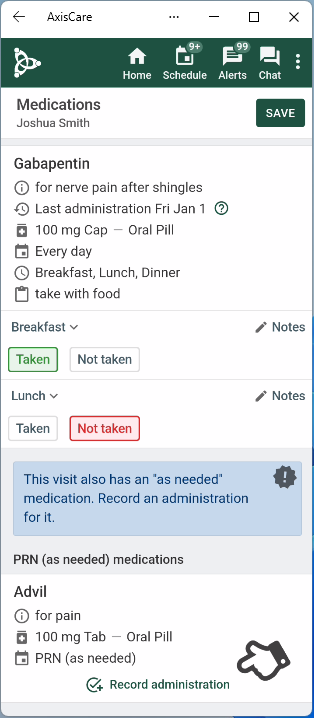 AxisCare
9+
99
Home
Schedule
Alerts
Chat
Medications
Joshua Smith
SAVE
Gabapentin
for nerve pain after shingles
Last administration Fri Jan 1
100 mg Cap — Oral Pill
Every day
Breakfast, Lunch, Dinner
take with food
Breakfast
Notes
Taken
Not taken
Lunch
Notes
Taken
Not taken
This visit also has an "as needed"
medication. Record an administration
for it.
PRN (as needed) medications
Advil
for pain
100 mg Tab — Oral Pill
PRN (as needed)
Record administration